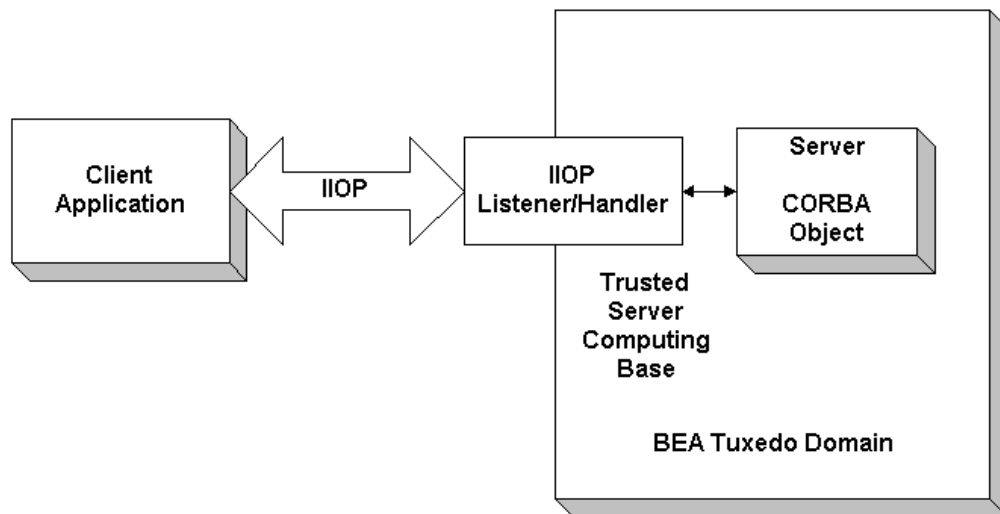 Client
Application
IIOP
IIOP
Listener/Handler
Server
CORBA
Object
Trusted
Server
Computing
Base
BEA Tuxedo Domain